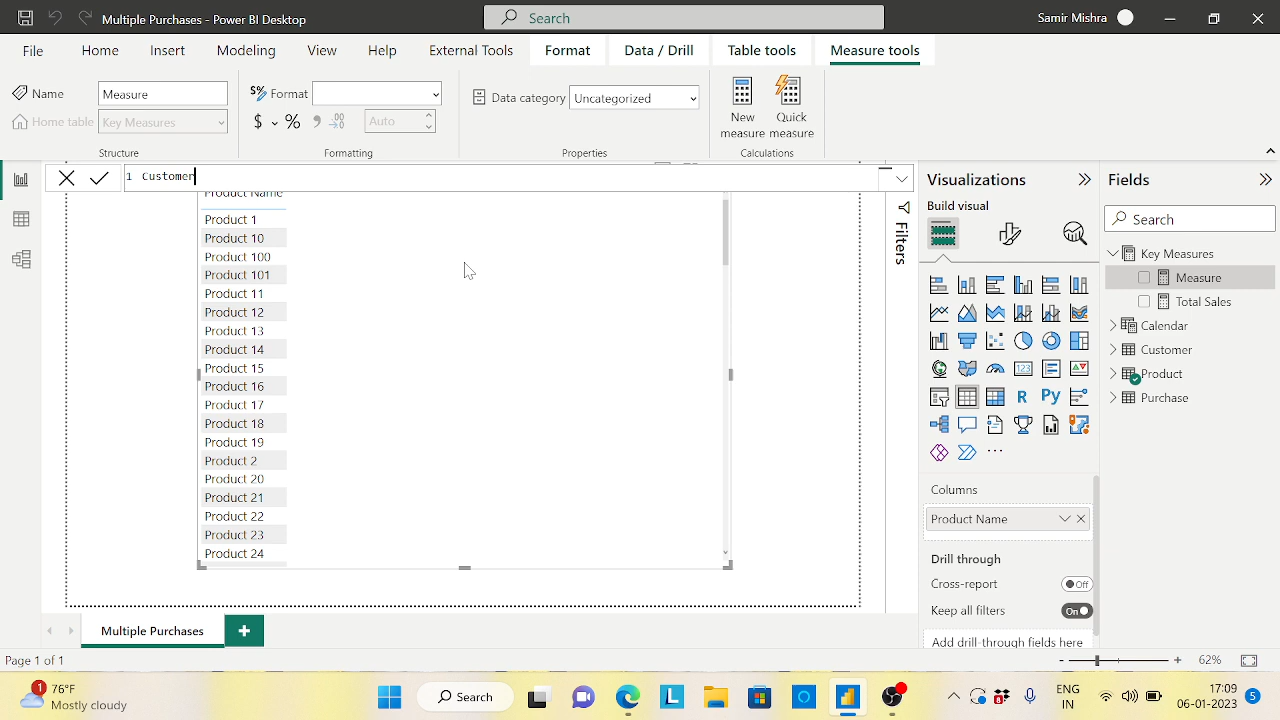 Multiple Purchases - Power BI Desktop
Search
Samir Mishra
File Home Insert Modeling View Help External Tools Format Data / Drill Table tools Measure tools
Name Measure
Home table Key Measures
Structure
Format
$ % Auto
Formatting
Data category Uncategorized
Properties
New measure
Quick measure
Calculations
1 Customer
Product Name
Product 1
Product 10
Product 100
Product 101
Product 11
Product 12
Product 13
Product 14
Product 15
Product 16
Product 17
Product 18
Product 19
Product 2
Product 20
Product 21
Product 22
Product 23
Product 24
Filters
Visualizations
Build visual
123
R Py
Columns
Product Name
Drill through
Cross-report Off
Keep all filters On
Add drill-through fields here
Fields
Search
Key Measures
Measure
Total Sales
Calendar
Customer
Product
Purchase
Multiple Purchases
Page 1 of 1
- + 62%
1
76°F
Mostly cloudy
Search
L
ENG
IN
17:09
06-01-2023
5